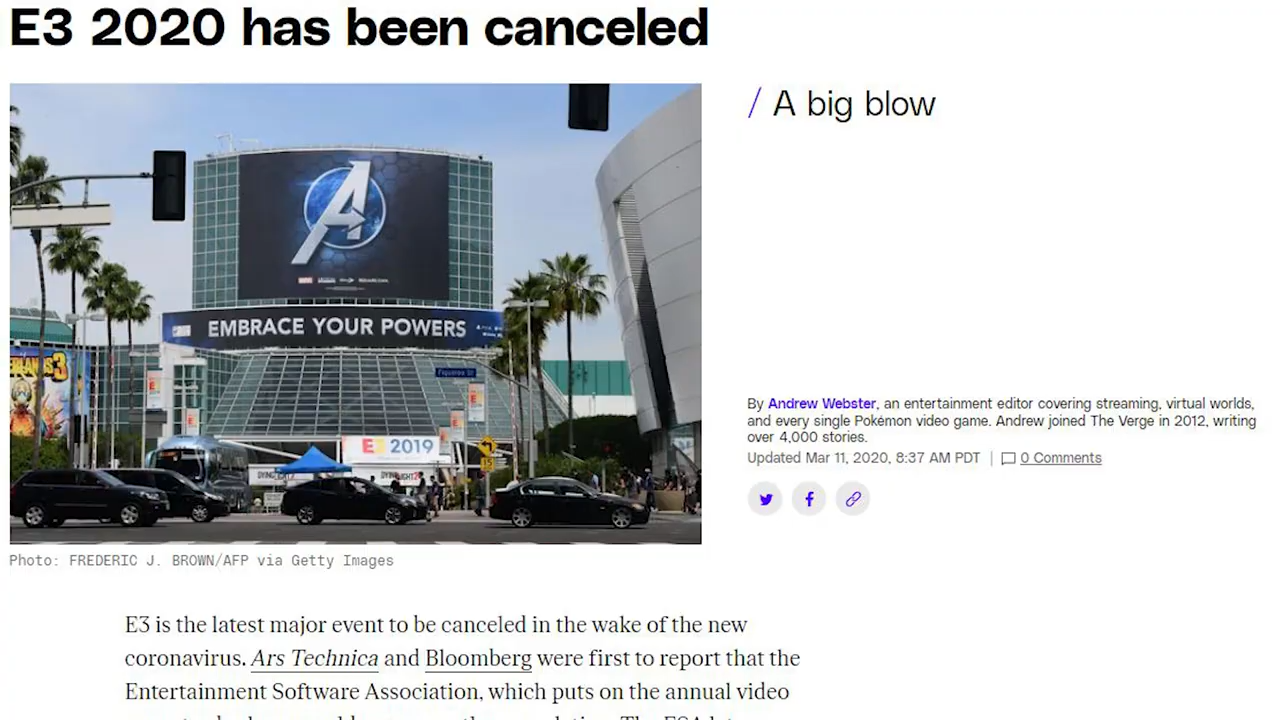 E3 2020 has been canceled
/ A big blow
EMBRACE YOUR POWERS
Figueroa St
E3 2019
By Andrew Webster, an entertainment editor covering streaming, virtual worlds,
and every single Pokémon video game. Andrew joined The Verge in 2012, writing
over 4,000 stories.
Updated Mar 11, 2020, 8:37 AM PDT | 0 Comments
Photo: FREDERIC J. BROWN/AFP via Getty Images
E3 is the latest major event to be canceled in the wake of the new
coronavirus. Ars Technica and Bloomberg were first to report that the
Entertainment Software Association, which puts on the annual video